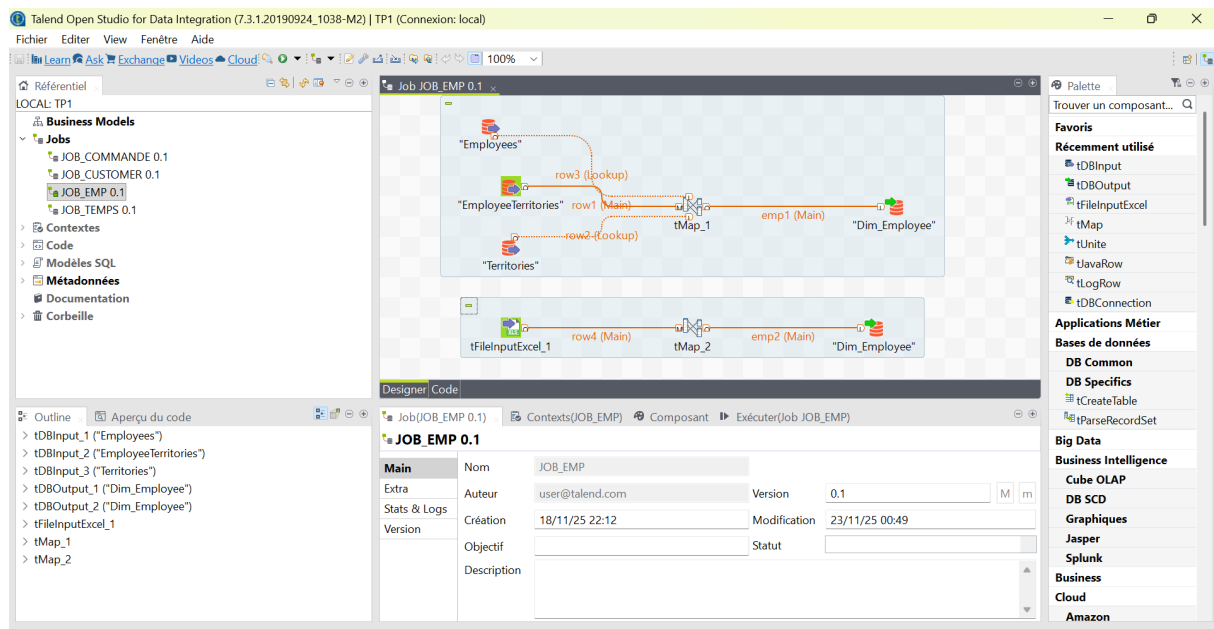 Talend Open Studio for Data Integration (7.3.1.20190924_1038-M2) | TP1 (Connexion: local)
Fichier Editer View Fenêtre Aide
Learn Ask Exchange Videos Cloud 100%
Référentiel
LOCAL: TP1
Business Models
Jobs
JOB_COMMANDE 0.1
JOB_CUSTOMER 0.1
JOB_EMP 0.1
JOB_TEMPS 0.1
Contextes
Code
Modèles SQL
Métadonnées
Documentation
Corbeille
Job JOB_EMP 0.1
"Employees"
row3 (Lookup)
"EmployeeTerritories" row1 (Main)
emp1 (Main)
tMap_1
"Dim_Employee"
row2 (Lookup)
"Territories"
row4 (Main)
emp2 (Main)
tFileInputExcel_1
tMap_2
"Dim_Employee"
Designer Code
Palette
Trouver un composant...
Favoris
Récemment utilisé
tDBInput
tDBOutput
tFileInputExcel
tMap
tUnite
tJavaRow
tLogRow
tDBConnection
Applications Métier
Bases de données
DB Common
DB Specifics
tCreateTable
tParseRecordSet
Big Data
Business Intelligence
Cube OLAP
DB SCD
Graphiques
Jasper
Splunk
Business
Cloud
Amazon
Outline Aperçu du code
tDBInput_1 ("Employees")
tDBInput_2 ("EmployeeTerritories")
tDBInput_3 ("Territories")
tDBOutput_1 ("Dim_Employee")
tDBOutput_2 ("Dim_Employee")
tFileInputExcel_1
tMap_1
tMap_2
Job(JOB_EMP 0.1) Contexts(JOB_EMP) Composant Exécuter(Job JOB_EMP)
JOB_EMP 0.1
Main
Extra
Stats & Logs
Version
Nom JOB_EMP
Auteur user@talend.com Version 0.1 M m
Création 18/11/25 22:12 Modification 23/11/25 00:49
Objectif Statut
Description